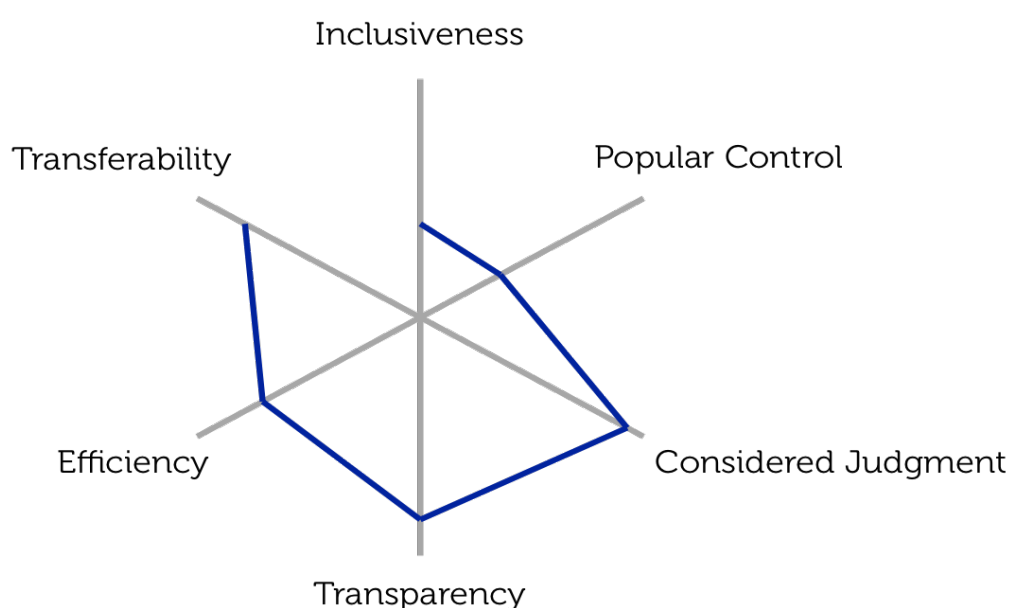 Inclusiveness
Transferability
Popular Control
Efficiency
Considered Judgment
Transparency